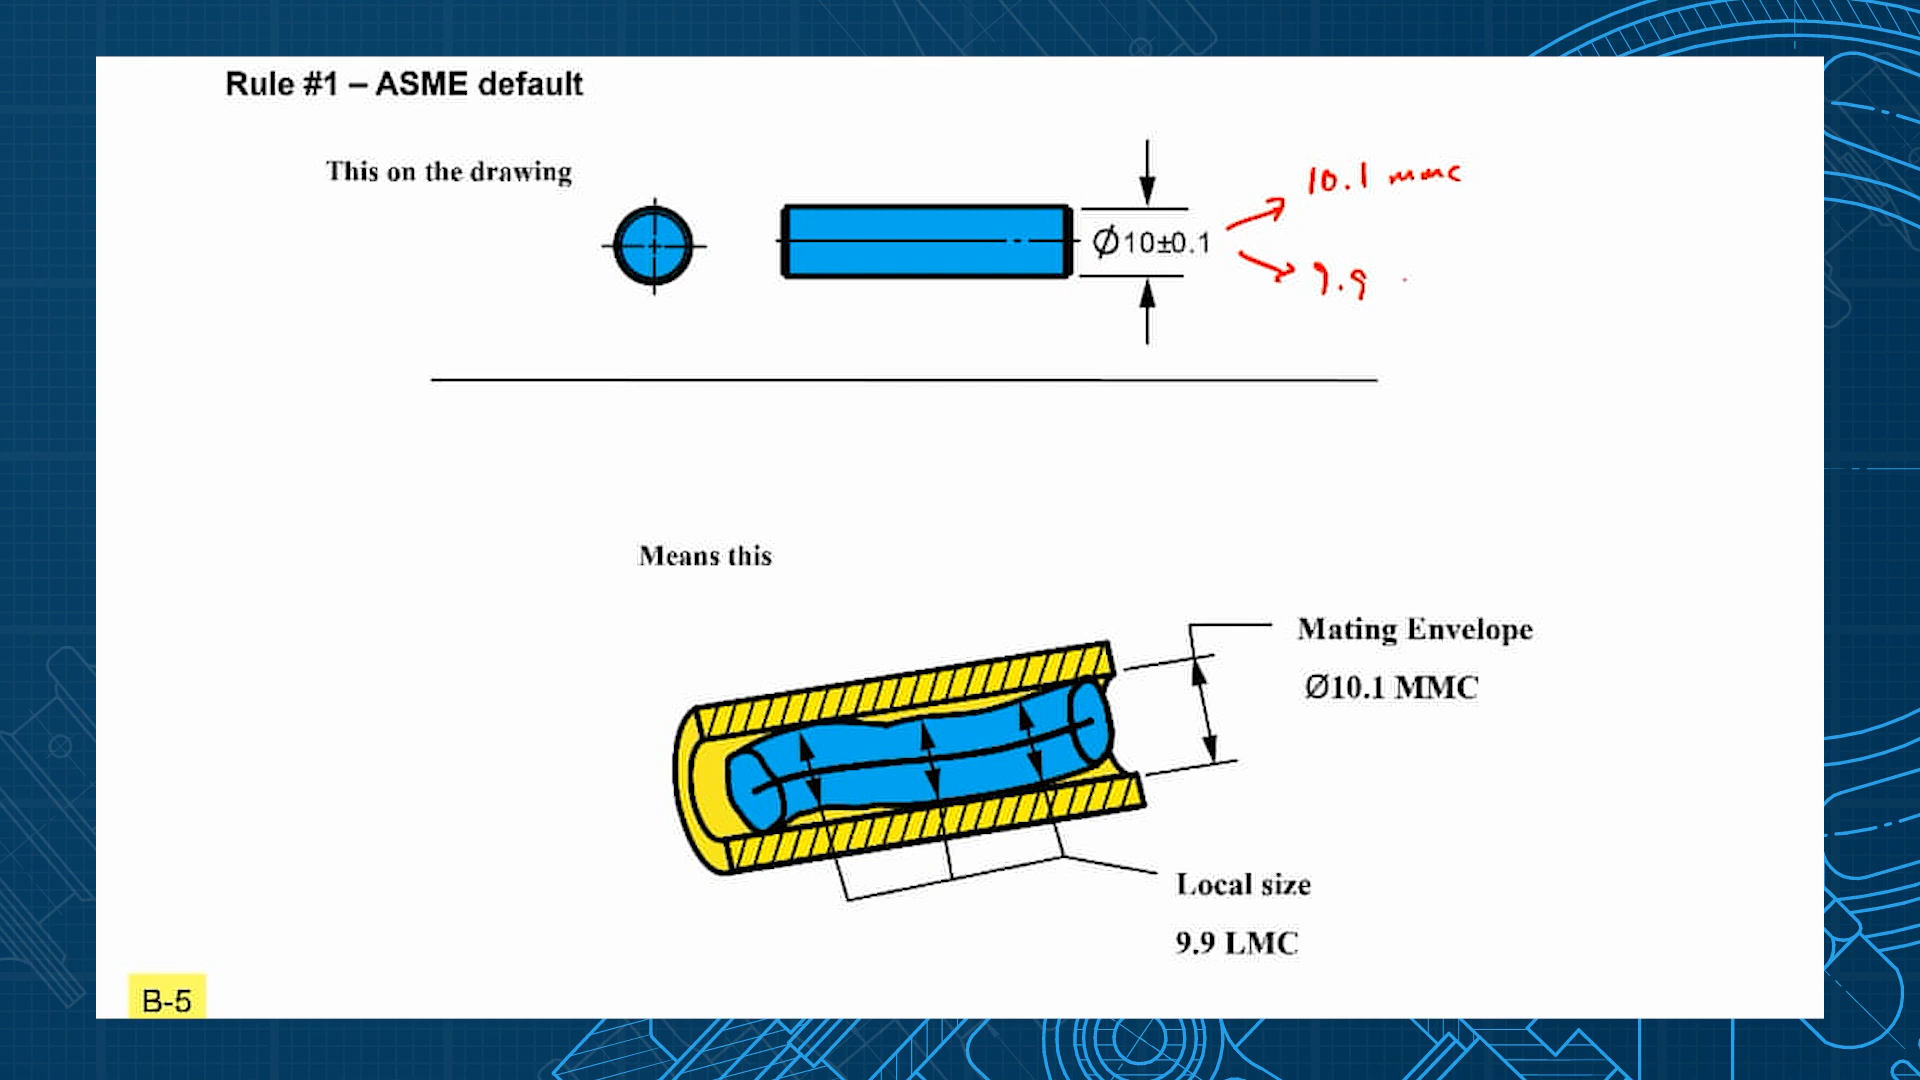 Rule #1 – ASME default
This on the drawing
10.1 mmc
Ø10±0.1
9.9
Means this
Mating Envelope
Ø10.1 MMC
Local size
9.9 LMC
B-5